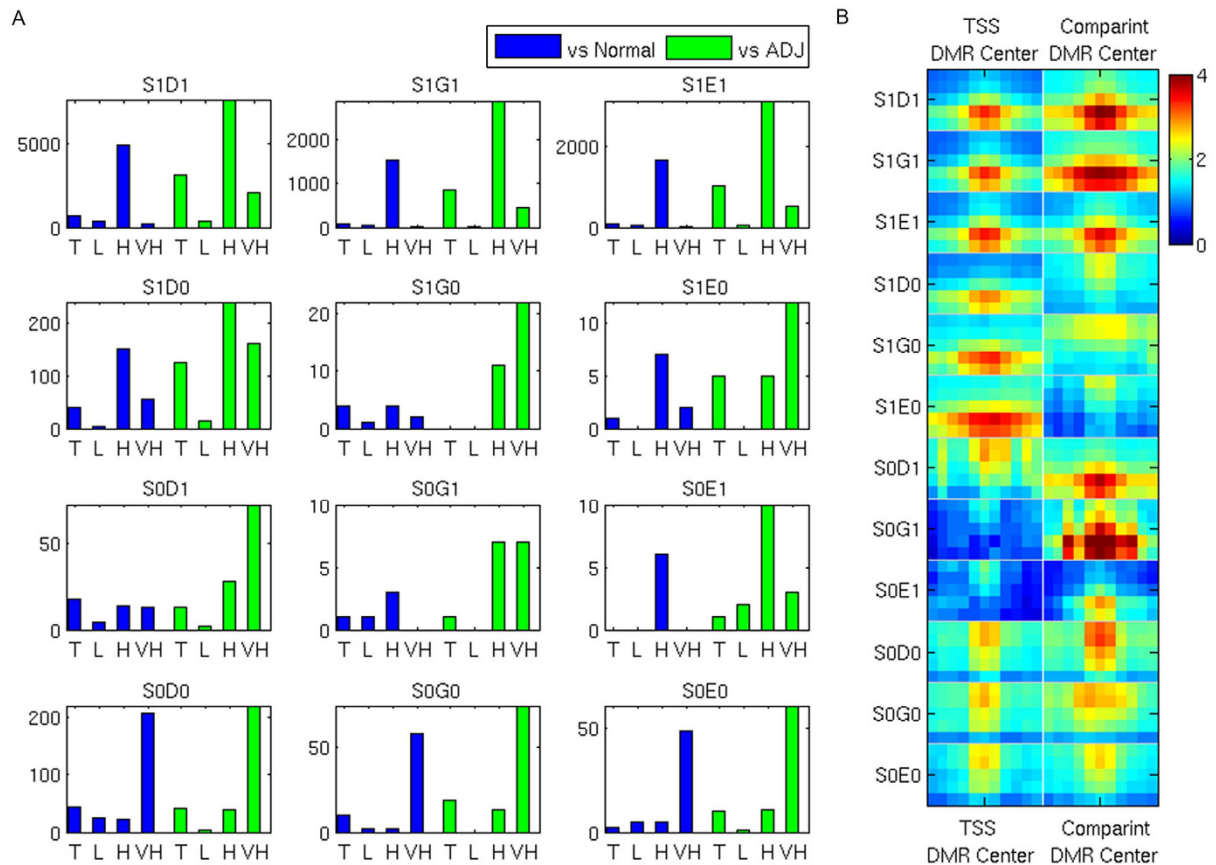 A
vs Normal vs ADJ
S1D1
5000
0
T L H VH T L H VH
S1G1
2000
1000
0
T L H VH T L H VH
S1E1
2000
0
T L H VH T L H VH
S1D0
200
100
0
T L H VH T L H VH
S1G0
20
10
0
T L H VH T L H VH
S1E0
10
5
0
T L H VH T L H VH
S0D1
50
0
T L H VH T L H VH
S0G1
10
5
0
T L H VH T L H VH
S0E1
10
5
0
T L H VH T L H VH
S0D0
200
100
0
T L H VH T L H VH
S0G0
50
0
T L H VH T L H VH
S0E0
50
0
T L H VH T L H VH
B
TSS Comparint
DMR Center DMR Center
4
0
S1D1
S1G1
S1E1
S1D0
S1G0
S1E0
S0D1
S0G1
S0E1
S0D0
S0G0
S0E0
TSS Comparint
DMR Center DMR Center